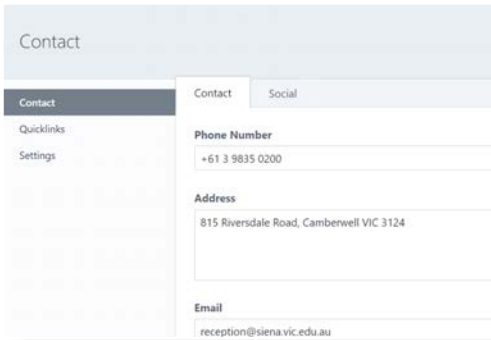 Contact
Contact
Quicklinks
Settings
Contact Social
Phone Number
+61 3 9835 0200
Address
815 Riversdale Road, Camberwell VIC 3124
Email
reception@siena.vic.edu.au